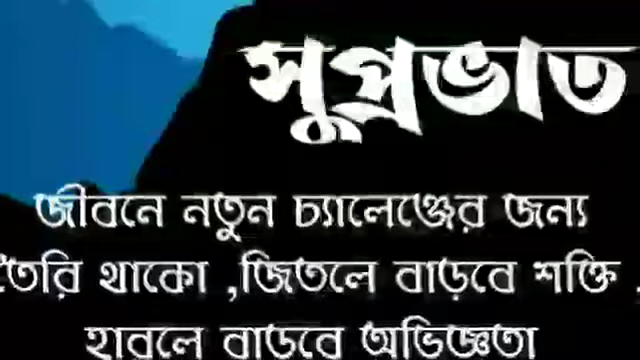 সুপ্রভাত
জীবনে নতুন চ্যালেঞ্জের জন্য
তৈরি থাকো ,জিতলে বাড়বে শক্তি ,
হারলে বাড়বে অভিজ্ঞতা